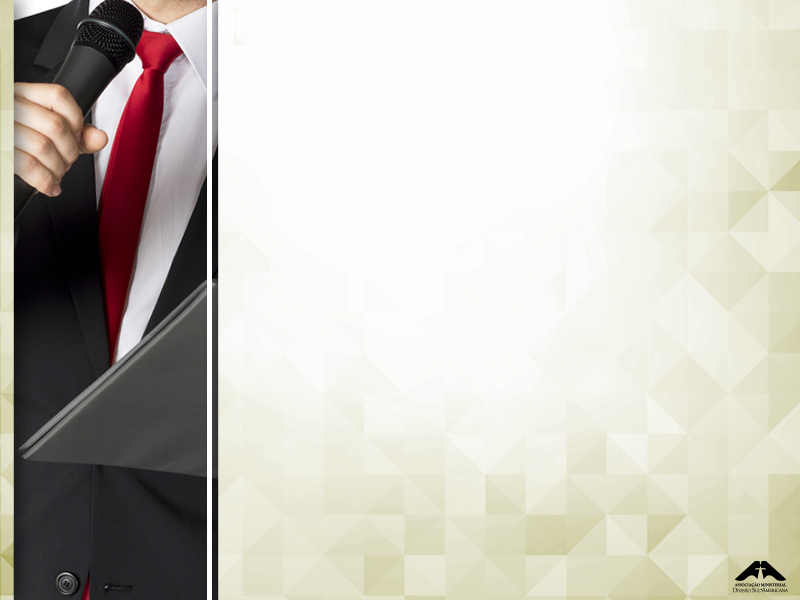 ASSOCIAÇÃO MINISTERIAL
DIVISÃO SUL-AMERICANA